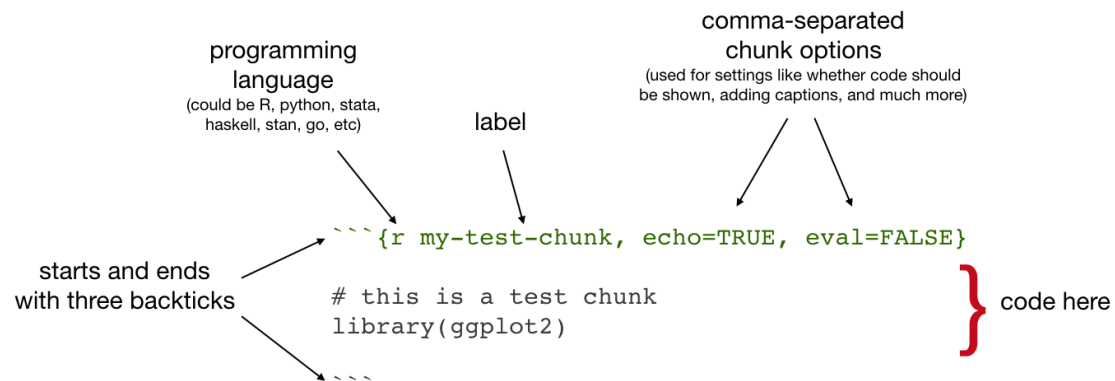 comma-separated
chunk options
(used for settings like whether code should
be shown, adding captions, and much more)
programming
language
(could be R, python, stata,
haskell, stan, go, etc)
label
```{r my-test-chunk, echo=TRUE, eval=FALSE}
starts and ends
with three backticks
# this is a test chunk
library(ggplot2)
} code here
```